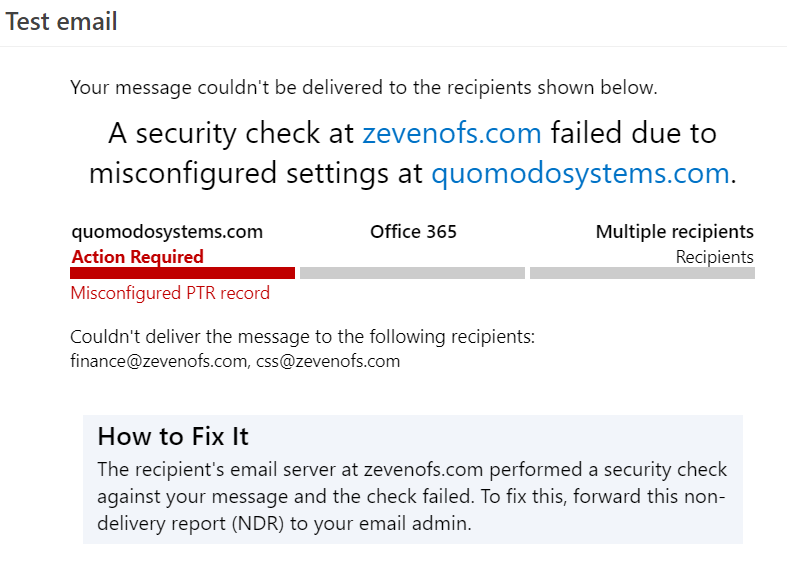 Test email
Your message couldn't be delivered to the recipients shown below.
A security check at zevenofs.com failed due to
misconfigured settings at quomodosystems.com.
quomodosystems.com Office 365 Multiple recipients
Action Required Recipients
Misconfigured PTR record
Couldn't deliver the message to the following recipients:
finance@zevenofs.com, css@zevenofs.com
How to Fix It
The recipient's email server at zevenofs.com performed a security check
against your message and the check failed. To fix this, forward this non-
delivery report (NDR) to your email admin.